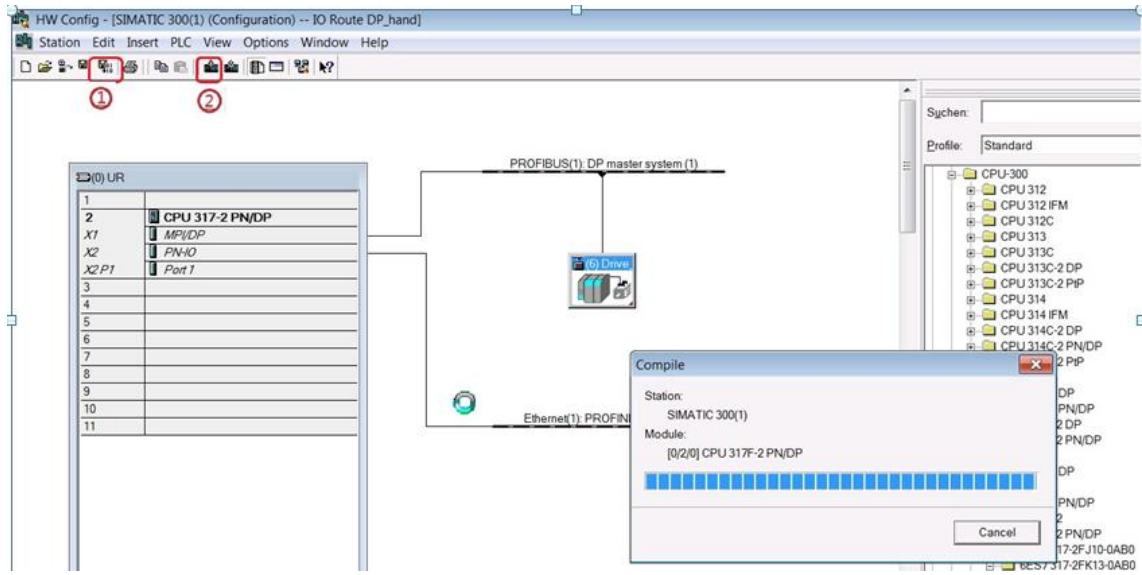 HW Config - [SIMATIC 300(1) (Configuration) -- IO Route DP_hand]
Station Edit Insert PLC View Options Window Help
1
2
Suchen:
Profile: Standard
PROFIBUS(1): DP master system (1)
(0) UR
1
2 CPU 317-2 PN/DP
X1 MPI/DP
X2 PN-IO
X2 P1 Port 1
3
4
5
6
7
8
9
10
11
(6) Drive
Ethernet(1): PROFIN
CPU-300
CPU 312
CPU 312 IFM
CPU 312C
CPU 313
CPU 313C
CPU 313C-2 DP
CPU 313C-2 PtP
CPU 314
CPU 314 IFM
CPU 314C-2 DP
CPU 314C-2 PN/DP
2 PtP
DP
PN/DP
2 DP
2 PN/DP
DP
PN/DP
2
2 PN/DP
17-2FJ10-0AB0
6ES7 317-2FK13-0AB0
Compile
Station:
SIMATIC 300(1)
Module:
[0/2/0] CPU 317F-2 PN/DP
Cancel